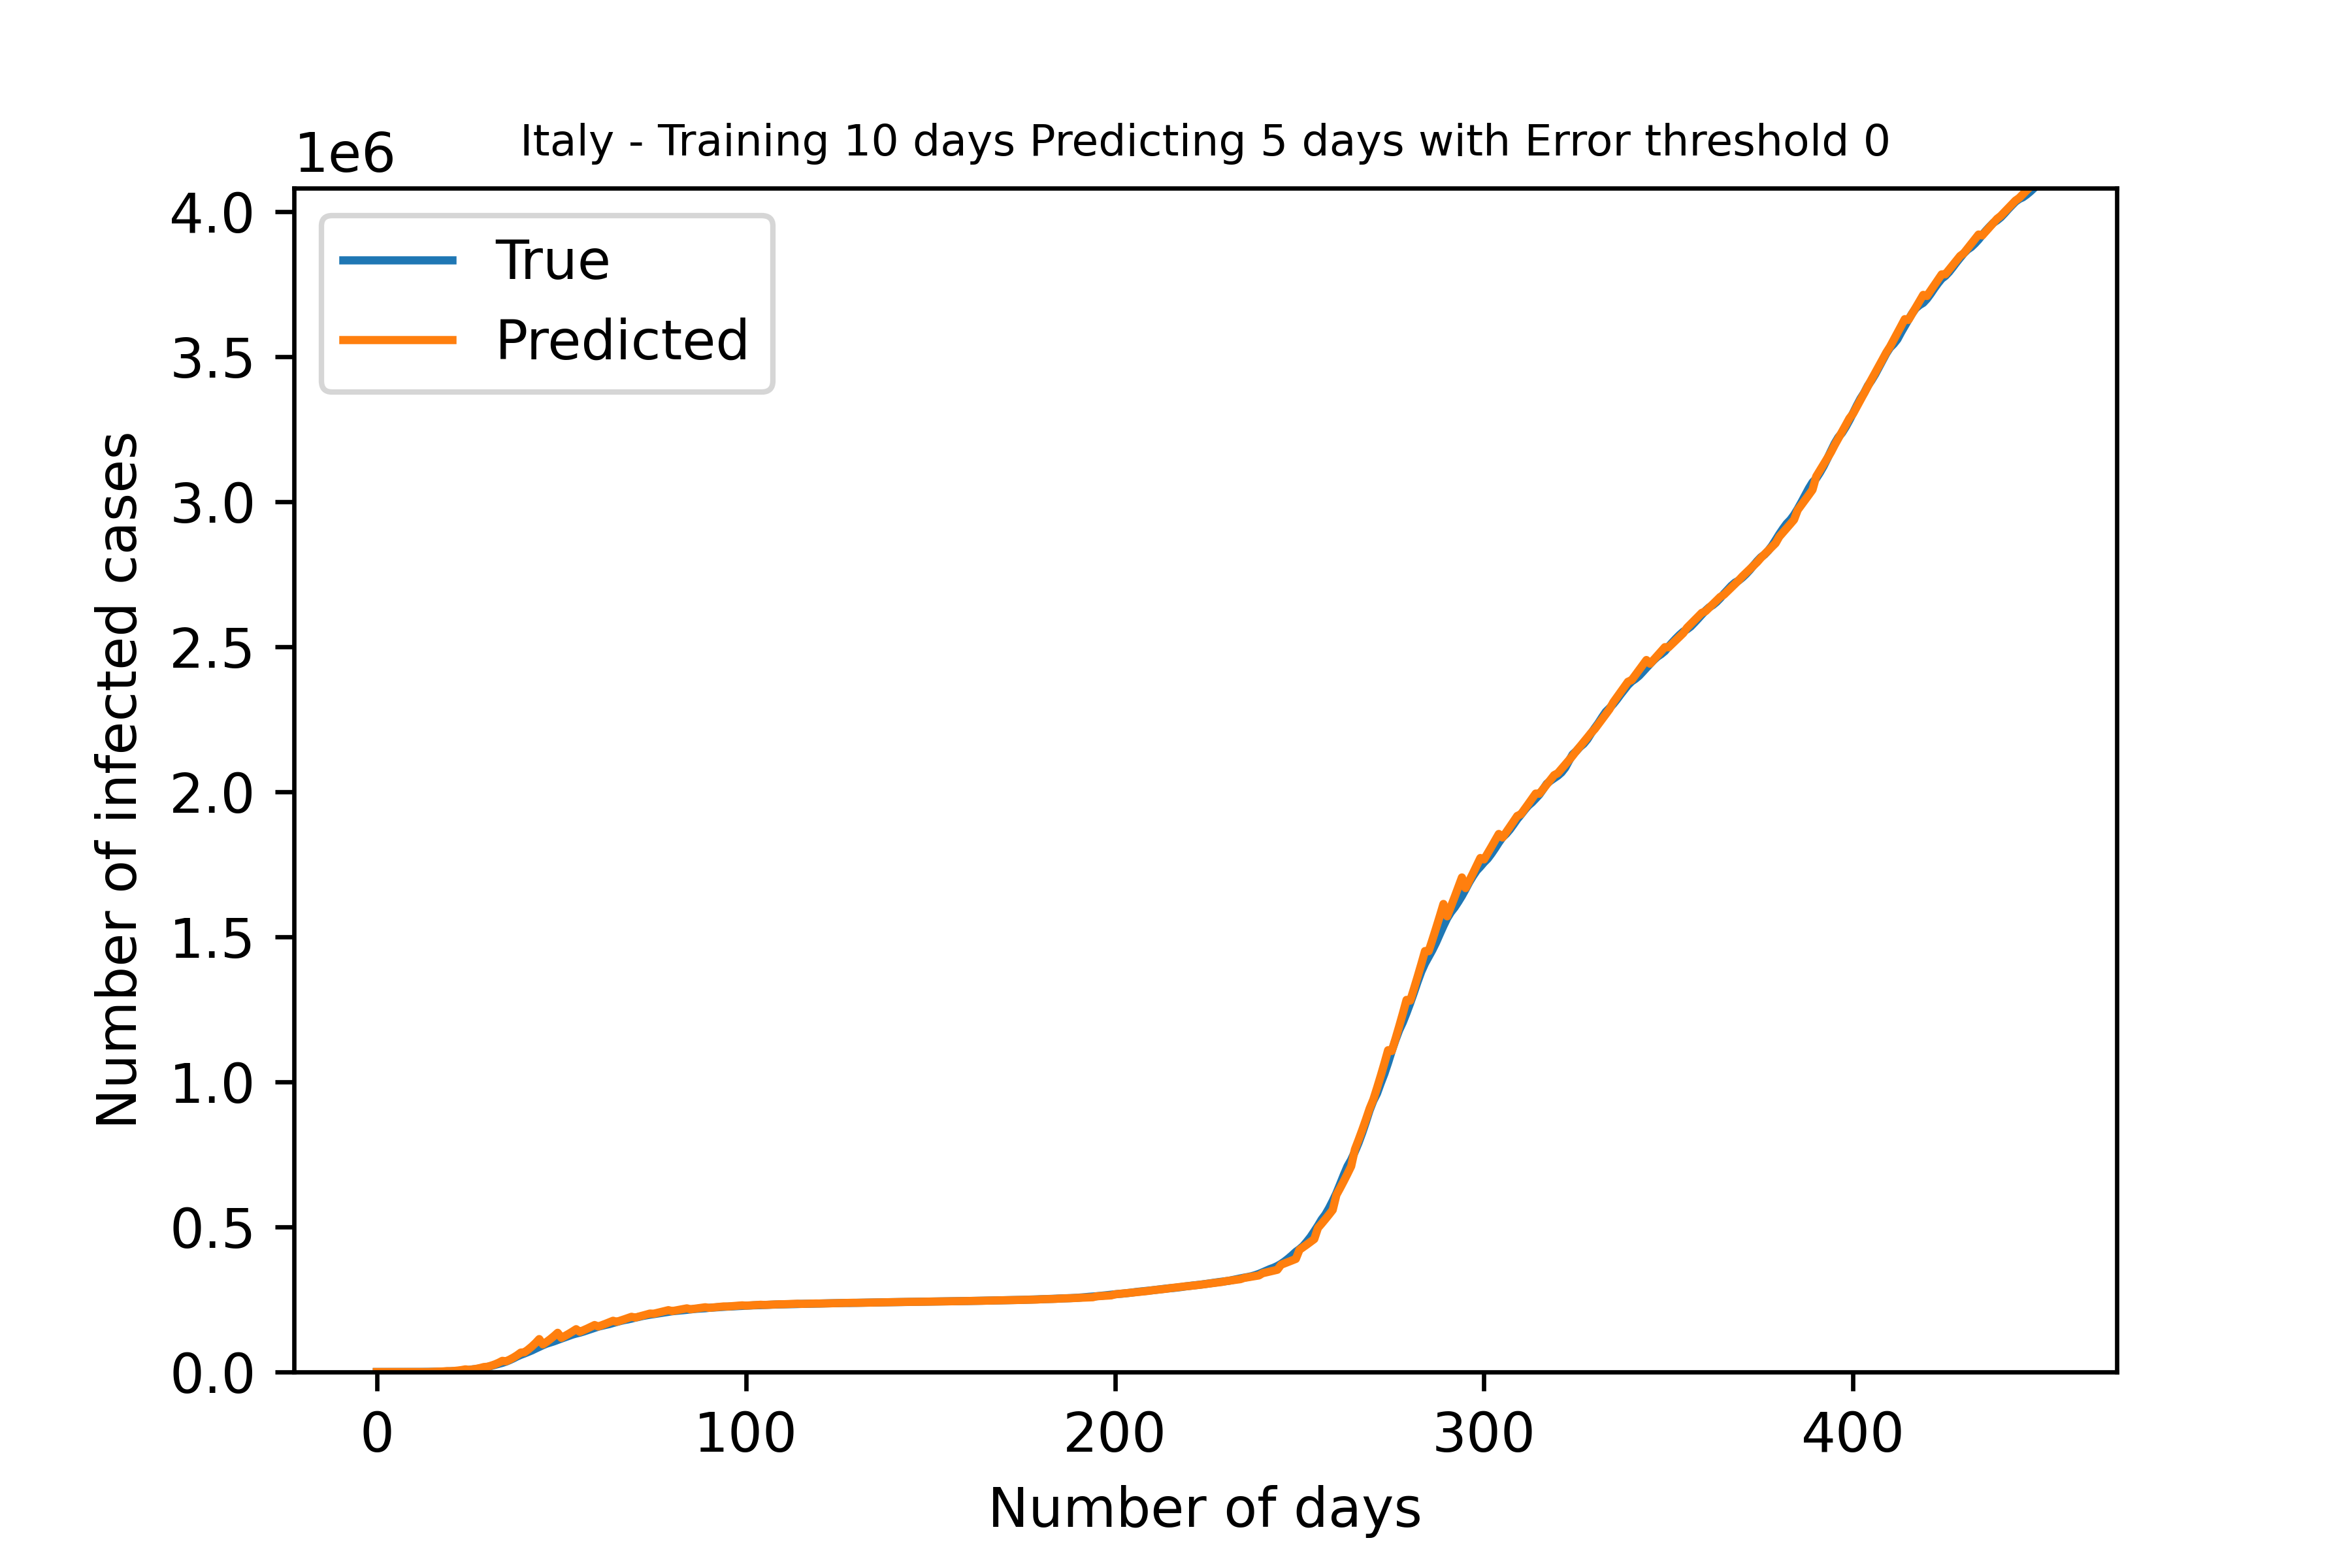 Italy - Training 10 days Predicting 5 days with Error threshold 0
1e6
True
Predicted
4.0
3.5
3.0
2.5
2.0
1.5
1.0
0.5
0.0
Number of infected cases
0 100 200 300 400
Number of days